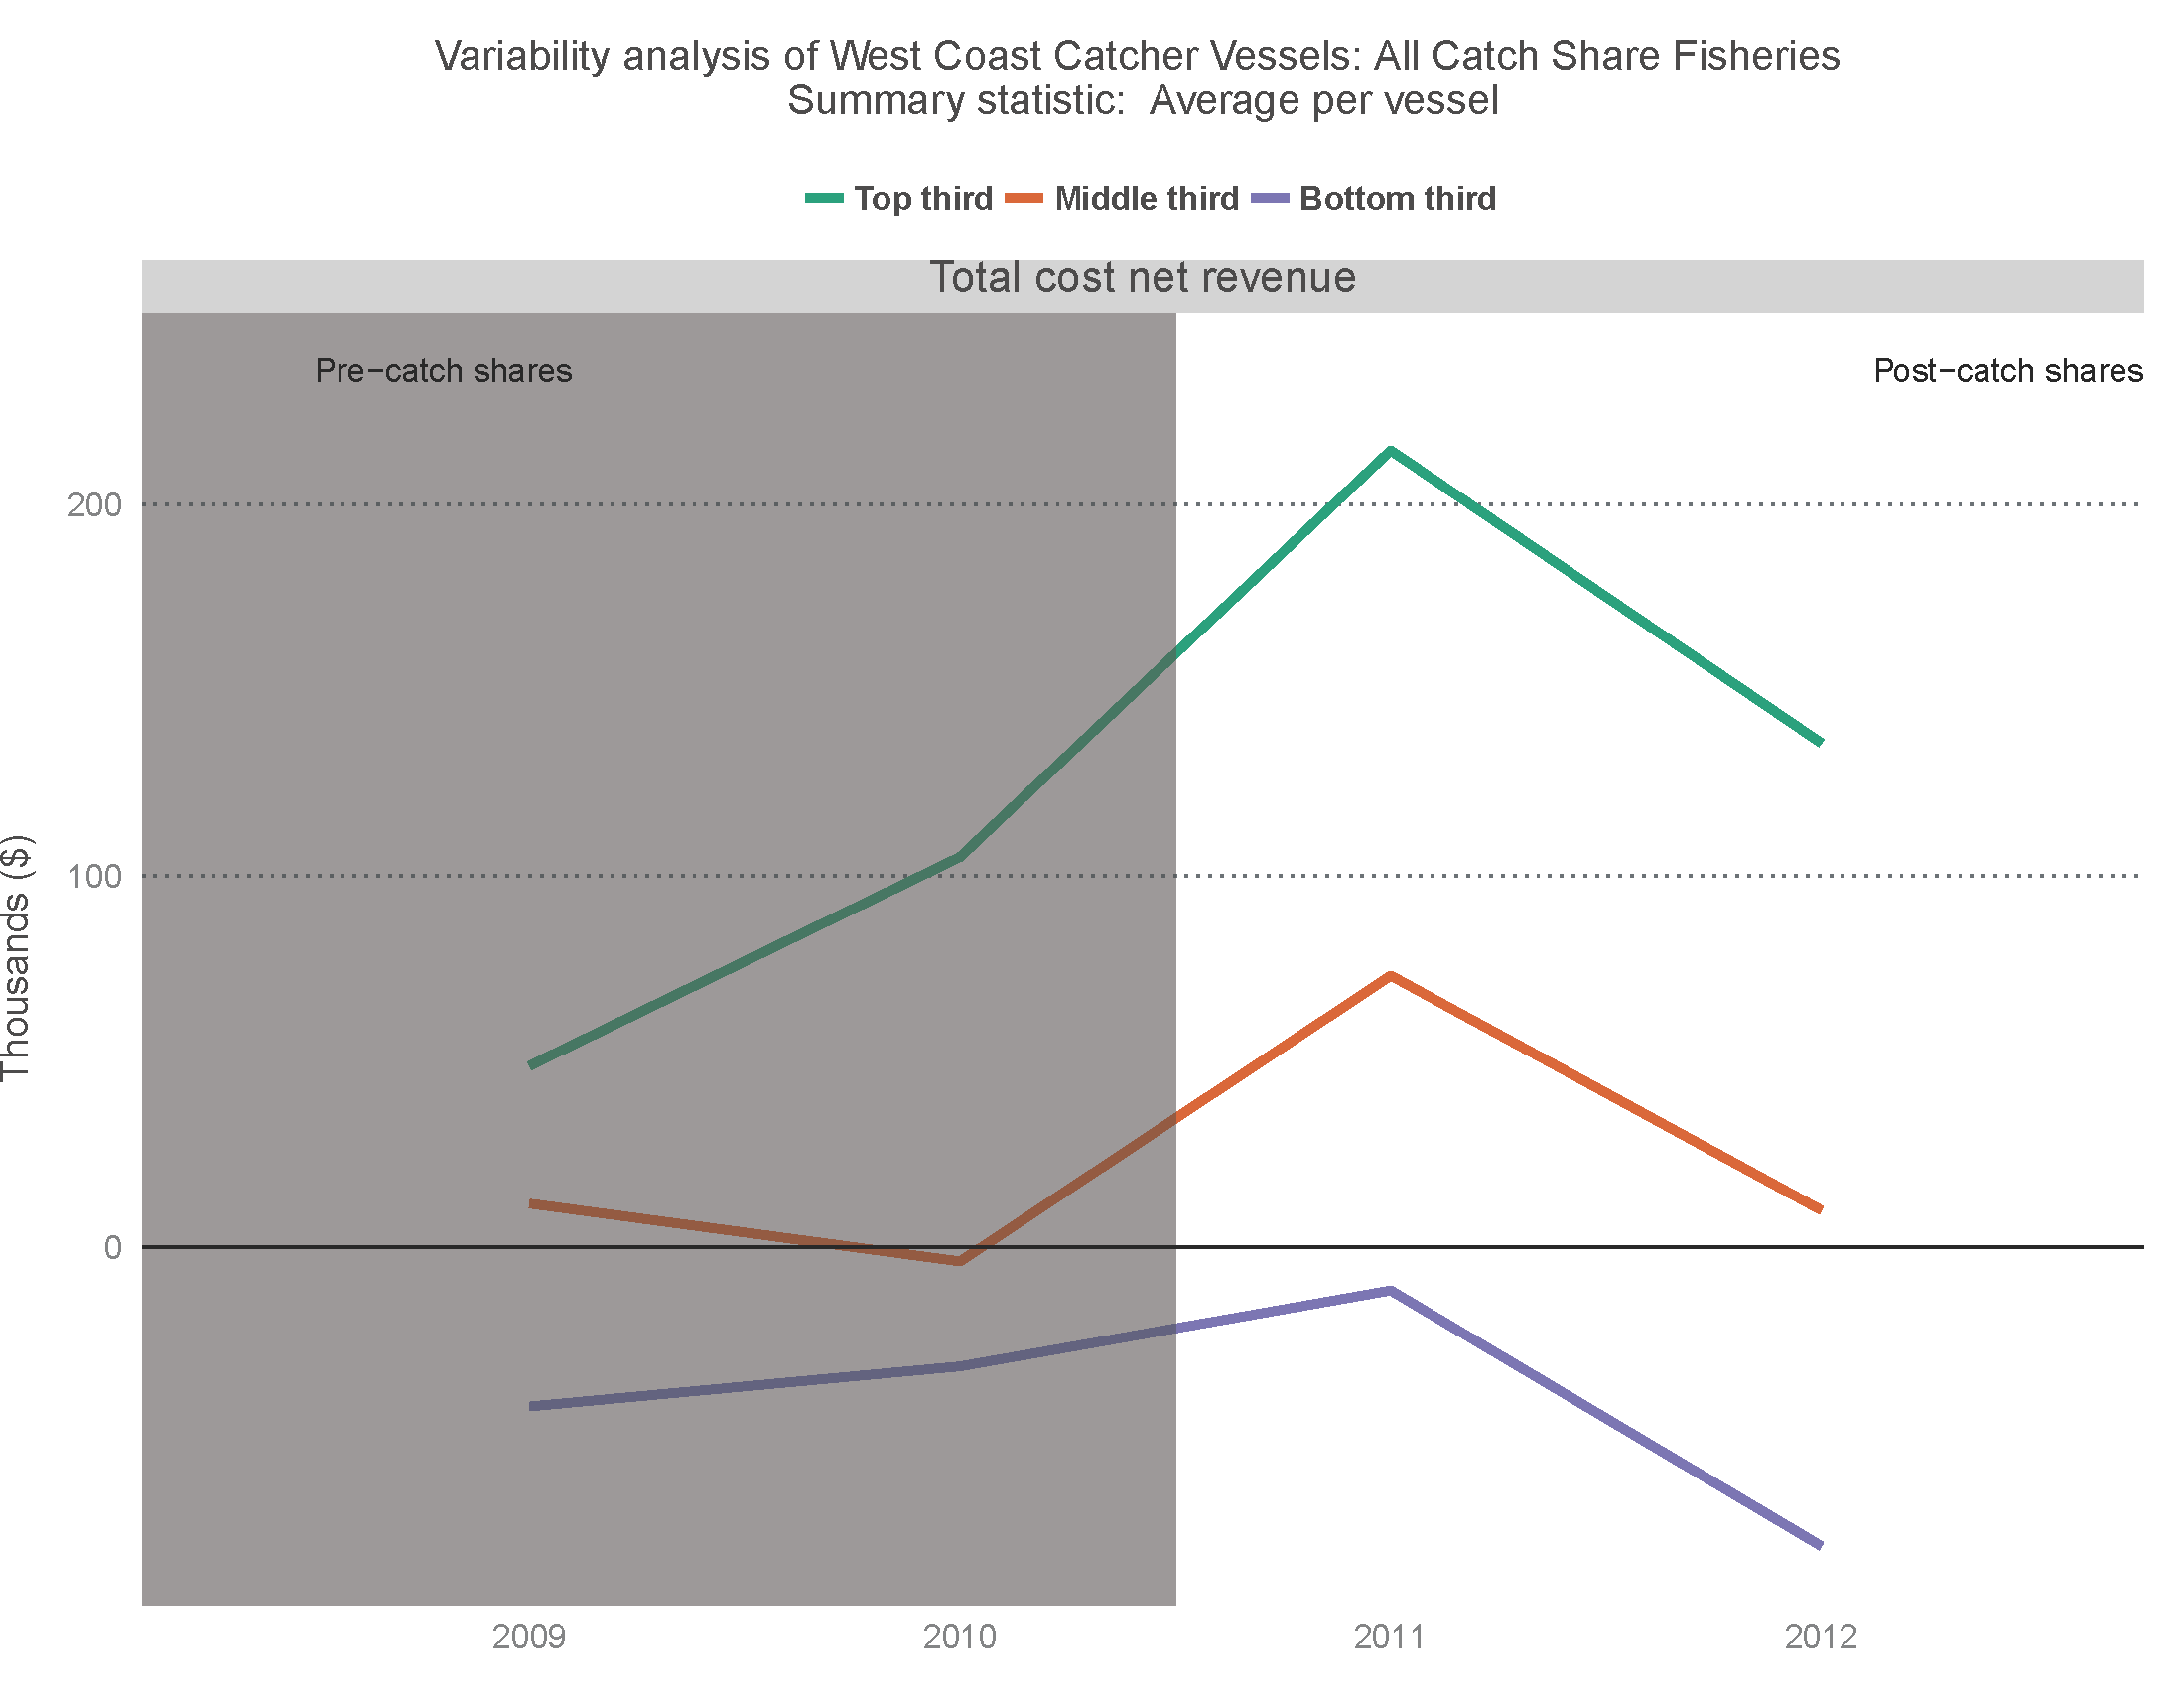 Variability analysis of West Coast Catcher Vessels: All Catch Share Fisheries
Summary statistic:  Average per vessel
Top third Middle third Bottom third
Total cost net revenue
Pre−catch shares Post−catch shares
200
100
0
Thousands ($)
2009 2010 2011 2012